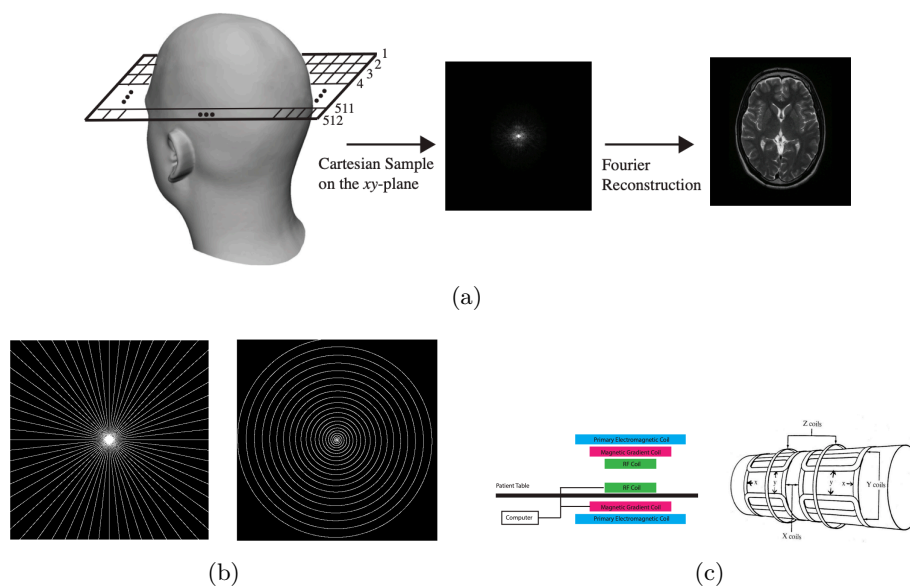 1
2
3
4
511
512
Cartesian Sample
on the xy-plane
Fourier
Reconstruction
(a)
Primary Electromagnetic Coil
Magnetic Gradient Coil
RF Coil
Patient Table
RF Coil
Computer
Magnetic Gradient Coil
Primary Electromagnetic Coil
Z coils
x
y
y
x
Y coils
X coils
(b)
(c)